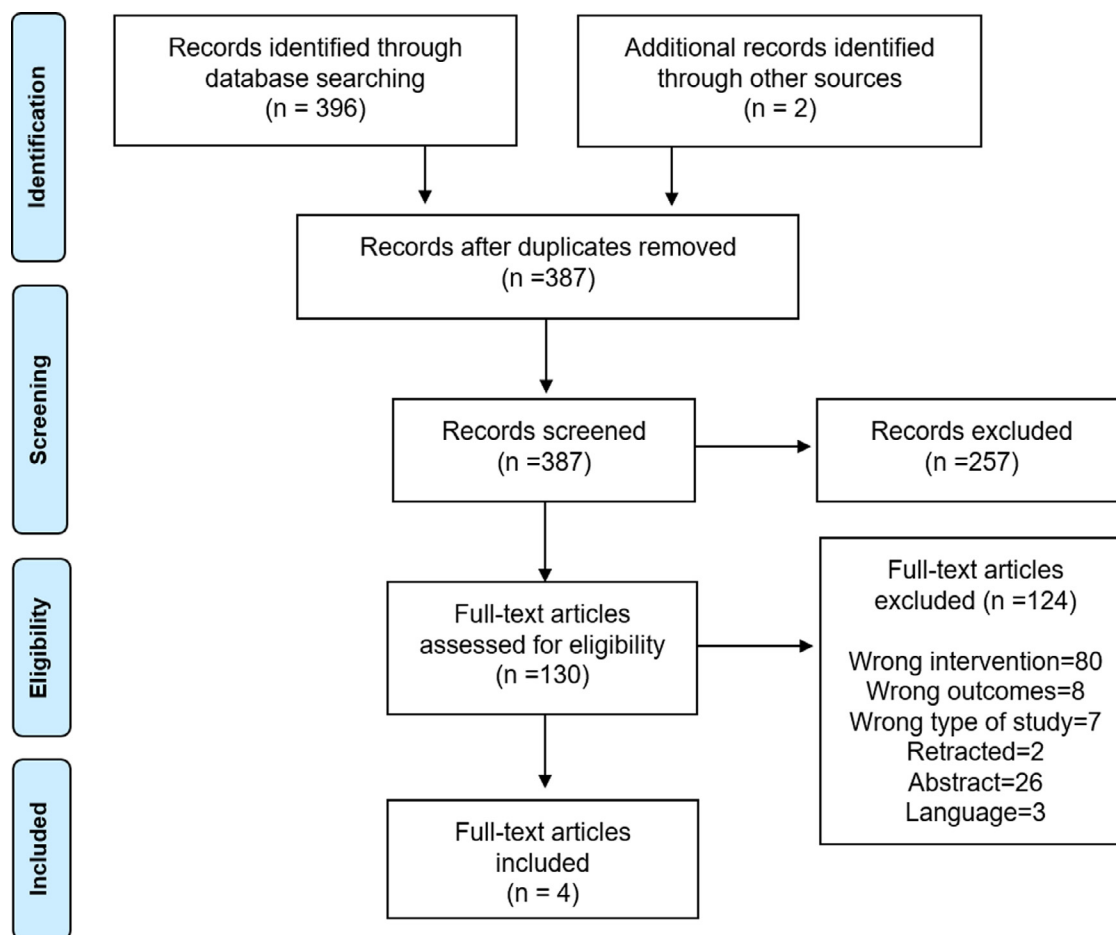 Identification
Records identified through
database searching
(n = 396)
Additional records identified
through other sources
(n = 2)
Records after duplicates removed
(n =387)
Screening
Records screened
(n =387)
Records excluded
(n =257)
Eligibility
Full-text articles
assessed for eligibility
(n =130)
Full-text articles
excluded (n =124)
Wrong intervention=80
Wrong outcomes=8
Wrong type of study=7
Retracted=2
Abstract=26
Language=3
Included
Full-text articles
included
(n = 4)